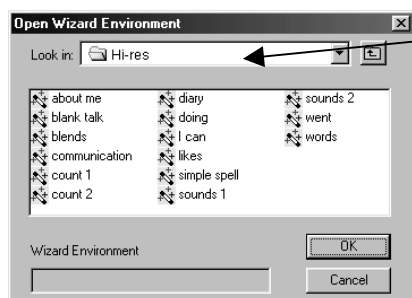 Open Wizard Environment
Look in: Hi-res
about me diary sounds 2
blank talk doing went
blends I can words
communication likes
count 1 simple spell
count 2 sounds 1
Wizard Environment OK
Cancel